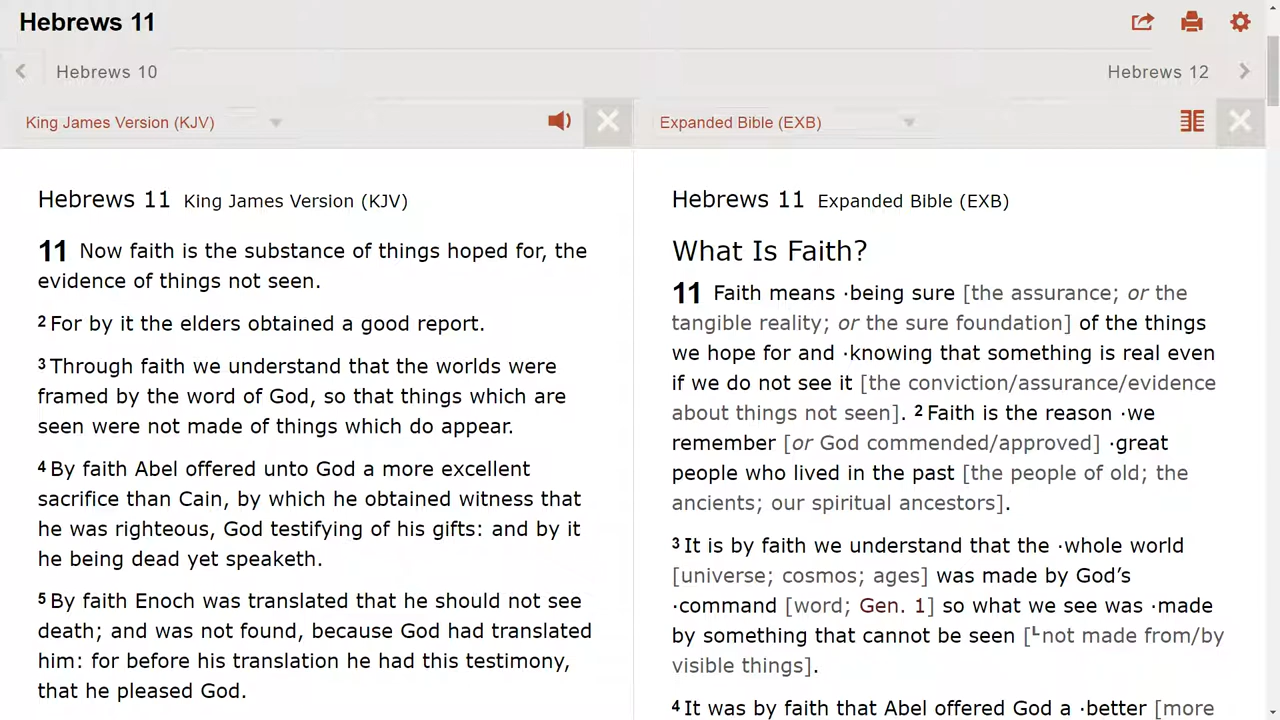 Hebrews 11
Hebrews 10
Hebrews 12
King James Version (KJV)
Expanded Bible (EXB)
Hebrews 11 King James Version (KJV)
11 Now faith is the substance of things hoped for, the
evidence of things not seen.
2 For by it the elders obtained a good report.
3 Through faith we understand that the worlds were
framed by the word of God, so that things which are
seen were not made of things which do appear.
4 By faith Abel offered unto God a more excellent
sacrifice than Cain, by which he obtained witness that
he was righteous, God testifying of his gifts: and by it
he being dead yet speaketh.
5 By faith Enoch was translated that he should not see
death; and was not found, because God had translated
him: for before his translation he had this testimony,
that he pleased God.
Hebrews 11 Expanded Bible (EXB)
What Is Faith?
11 Faith means ·being sure [the assurance; or the
tangible reality; or the sure foundation] of the things
we hope for and ·knowing that something is real even
if we do not see it [the conviction/assurance/evidence
about things not seen]. 2 Faith is the reason ·we
remember [or God commended/approved] ·great
people who lived in the past [the people of old; the
ancients; our spiritual ancestors].
3 It is by faith we understand that the ·whole world
[universe; cosmos; ages] was made by God’s
·command [word; Gen. 1] so what we see was ·made
by something that cannot be seen [L not made from/by
visible things].
4 It was by faith that Abel offered God a ·better [more